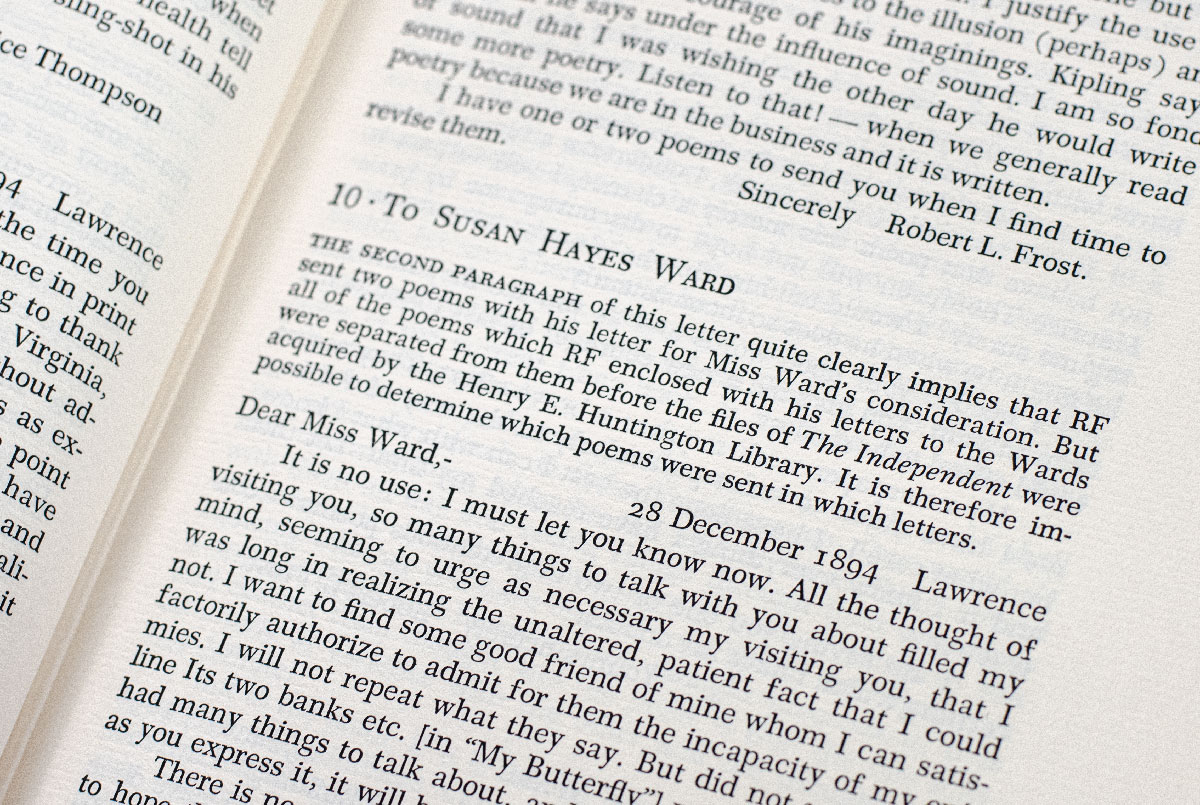 when
health tell
sling-shot in his
Thompson
94 Lawrence
the time you
in print
to thank
Virginia,
ad-
as ex-
point
have
and
it
but
I justify the use
to the illusion (perhaps)
of his imaginings. Kipling
he says under the influence of sound. I am so fond
of sound that I was wishing the other day he would write
some more poetry. Listen to that! — when we generally read
poetry because we are in the business and it is written.
I have one or two poems to send you when I find time to
revise them.
Sincerely Robert L. Frost.
10 · To Susan Hayes Ward
THE SECOND PARAGRAPH of this letter quite clearly implies that RF
sent two poems with his letter for Miss Ward's consideration. But
all of the poems which RF enclosed with his letters to the Wards
were separated from them before the files of The Independent were
acquired by the Henry E. Huntington Library. It is therefore im-
possible to determine which poems were sent in which letters.
Dear Miss Ward,-
28 December 1894 Lawrence
It is no use: I must let you know now. All the thought of
visiting you, so many things to talk with you about filled my
mind, seeming to urge as necessary my visiting you, that I
was long in realizing the unaltered, patient fact that I could
not. I want to find some good friend of mine whom I can satis-
factorily authorize to admit for them the incapacity of my
mies. I will not repeat what they say. But did not
line Its two banks etc. [in “My Butterfly”]
had many things to talk about,
as you express it, it will
There is
to hope